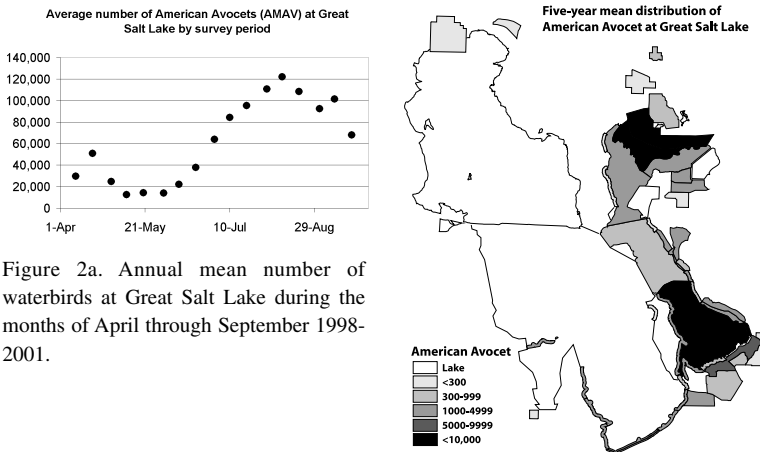 Average number of American Avocets (AMAV) at Great
Salt Lake by survey period
140,000
120,000
100,000
80,000
60,000
40,000
20,000
0
1-Apr 21-May 10-Jul 29-Aug
Figure 2a. Annual mean number of
waterbirds at Great Salt Lake during the
months of April through September 1998-
2001.
Five-year mean distribution of
American Avocet at Great Salt Lake
American Avocet
Lake
<300
300-999
1000-4999
5000-9999
<10,000